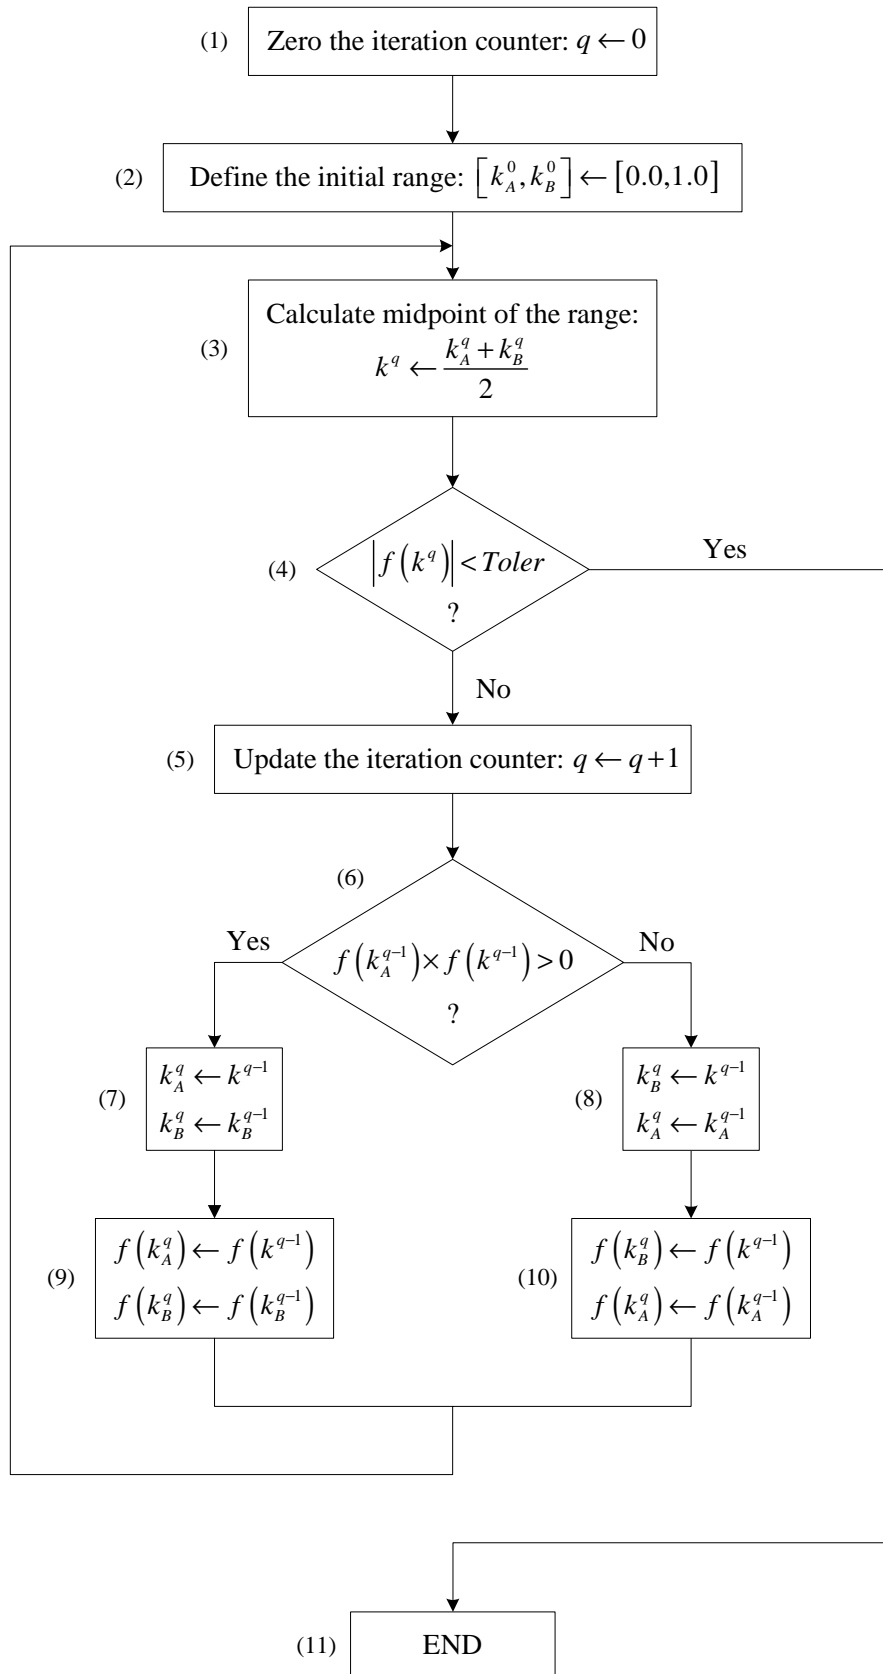 (1) Zero the iteration counter: q ← 0
(2) Define the initial range: [k_A^0, k_B^0] ← [0.0,1.0]
Calculate midpoint of the range:
(3) k^q ← (k_A^q + k_B^q)/2
(4) |f(k^q)| < Toler
?
Yes
No
(5) Update the iteration counter: q ← q+1
(6)
Yes
No
f(k_A^{q−1}) × f(k^{q−1}) > 0
?
(7) k_A^q ← k^{q−1}
k_B^q ← k_B^{q−1}
(8) k_B^q ← k^{q−1}
k_A^q ← k_A^{q−1}
(9) f(k_A^q) ← f(k^{q−1})
f(k_B^q) ← f(k_B^{q−1})
(10) f(k_B^q) ← f(k^{q−1})
f(k_A^q) ← f(k_A^{q−1})
(11) END